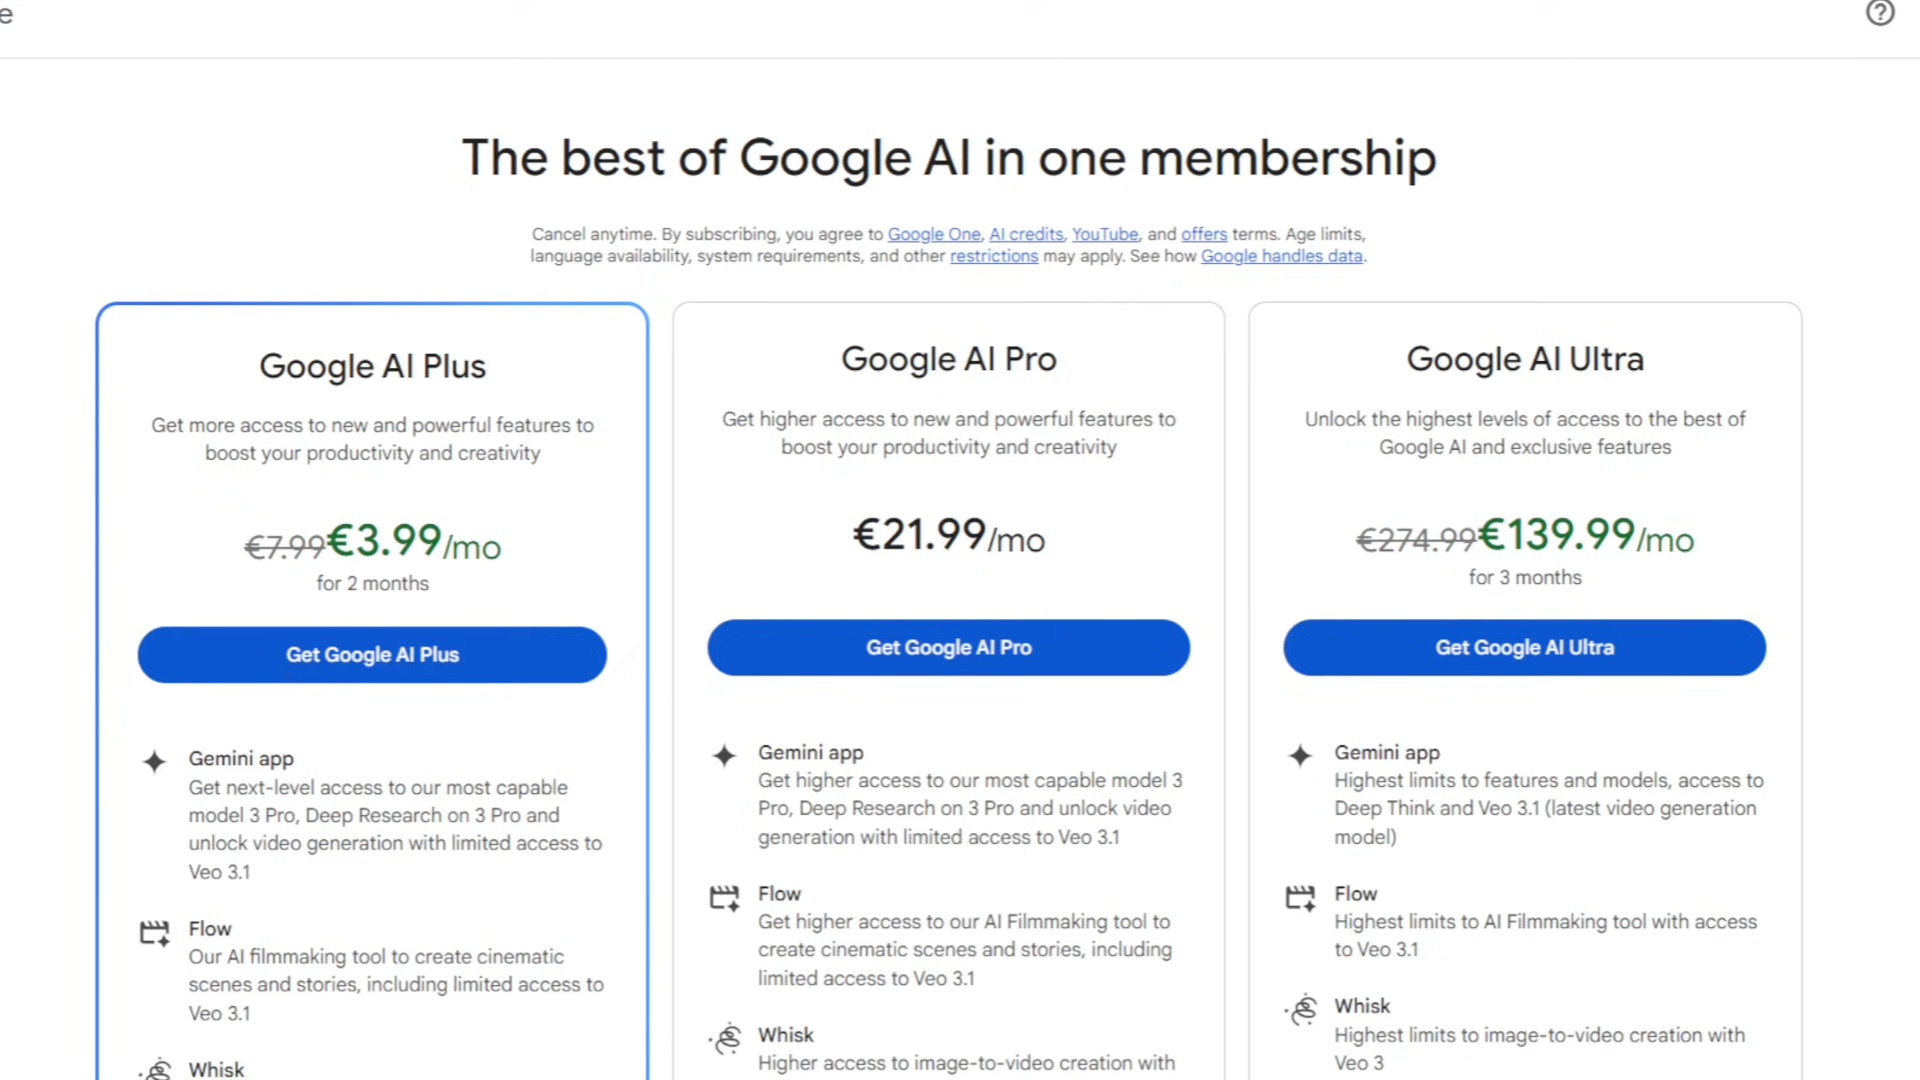 e
The best of Google AI in one membership
Cancel anytime. By subscribing, you agree to Google One, AI credits, YouTube, and offers terms. Age limits,
language availability, system requirements, and other restrictions may apply. See how Google handles data.
Google AI Plus
Get more access to new and powerful features to
boost your productivity and creativity
€7.99 €3.99/mo
for 2 months
Get Google AI Plus
Gemini app
Get next-level access to our most capable
model 3 Pro, Deep Research on 3 Pro and
unlock video generation with limited access to
Veo 3.1
Flow
Our AI filmmaking tool to create cinematic
scenes and stories, including limited access to
Veo 3.1
Whisk
Google AI Pro
Get higher access to new and powerful features to
boost your productivity and creativity
€21.99/mo
Get Google AI Pro
Gemini app
Get higher access to our most capable model 3
Pro, Deep Research on 3 Pro and unlock video
generation with limited access to Veo 3.1
Flow
Get higher access to our AI Filmmaking tool to
create cinematic scenes and stories, including
limited access to Veo 3.1
Whisk
Higher access to image-to-video creation with
Google AI Ultra
Unlock the highest levels of access to the best of
Google AI and exclusive features
€274.99 €139.99/mo
for 3 months
Get Google AI Ultra
Gemini app
Highest limits to features and models, access to
Deep Think and Veo 3.1 (latest video generation
model)
Flow
Highest limits to AI Filmmaking tool with access
to Veo 3.1
Whisk
Highest limits to image-to-video creation with
Veo 3